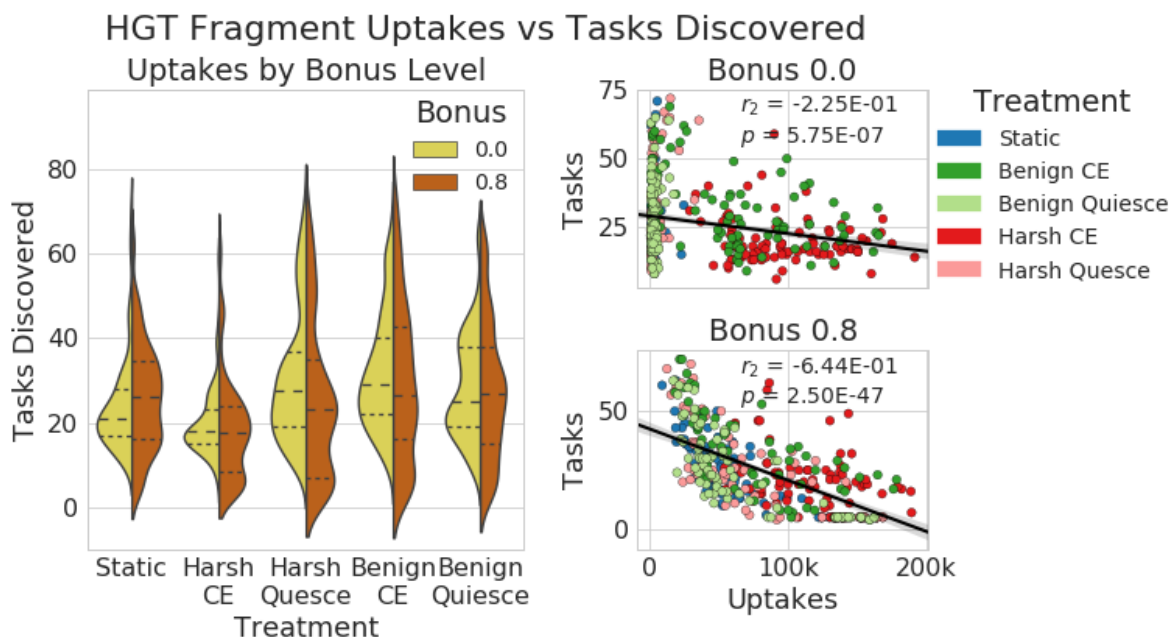 HGT Fragment Uptakes vs Tasks Discovered
Uptakes by Bonus Level
Bonus
0.0
0.8
80
60
40
20
0
Tasks Discovered
Static
Harsh
CE
Harsh
Quesce
Benign
CE
Benign
Quiesce
Treatment
Bonus 0.0
r2 = -2.25E-01
p = 5.75E-07
75
50
25
Tasks
Bonus 0.8
r2 = -6.44E-01
p = 2.50E-47
50
0
Tasks
0
100k
200k
Uptakes
Treatment
Static
Benign CE
Benign Quiesce
Harsh CE
Harsh Quesce